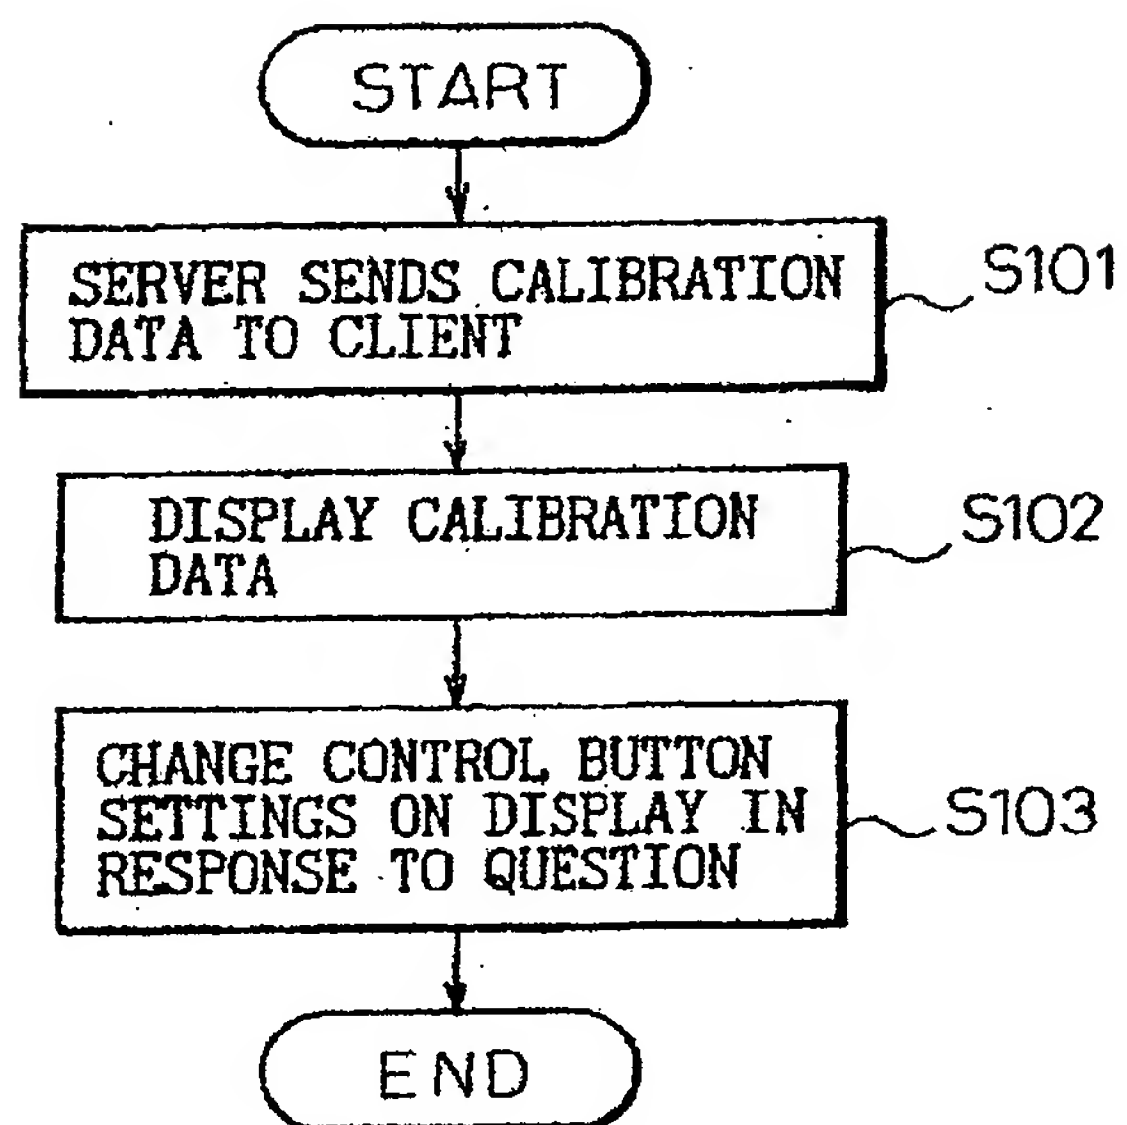 START
SERVER SENDS CALIBRATION
DATA TO CLIENT
S101
DISPLAY CALIBRATION
DATA
S102
CHANGE CONTROL BUTTON
SETTINGS ON DISPLAY IN
RESPONSE TO QUESTION
S103
END